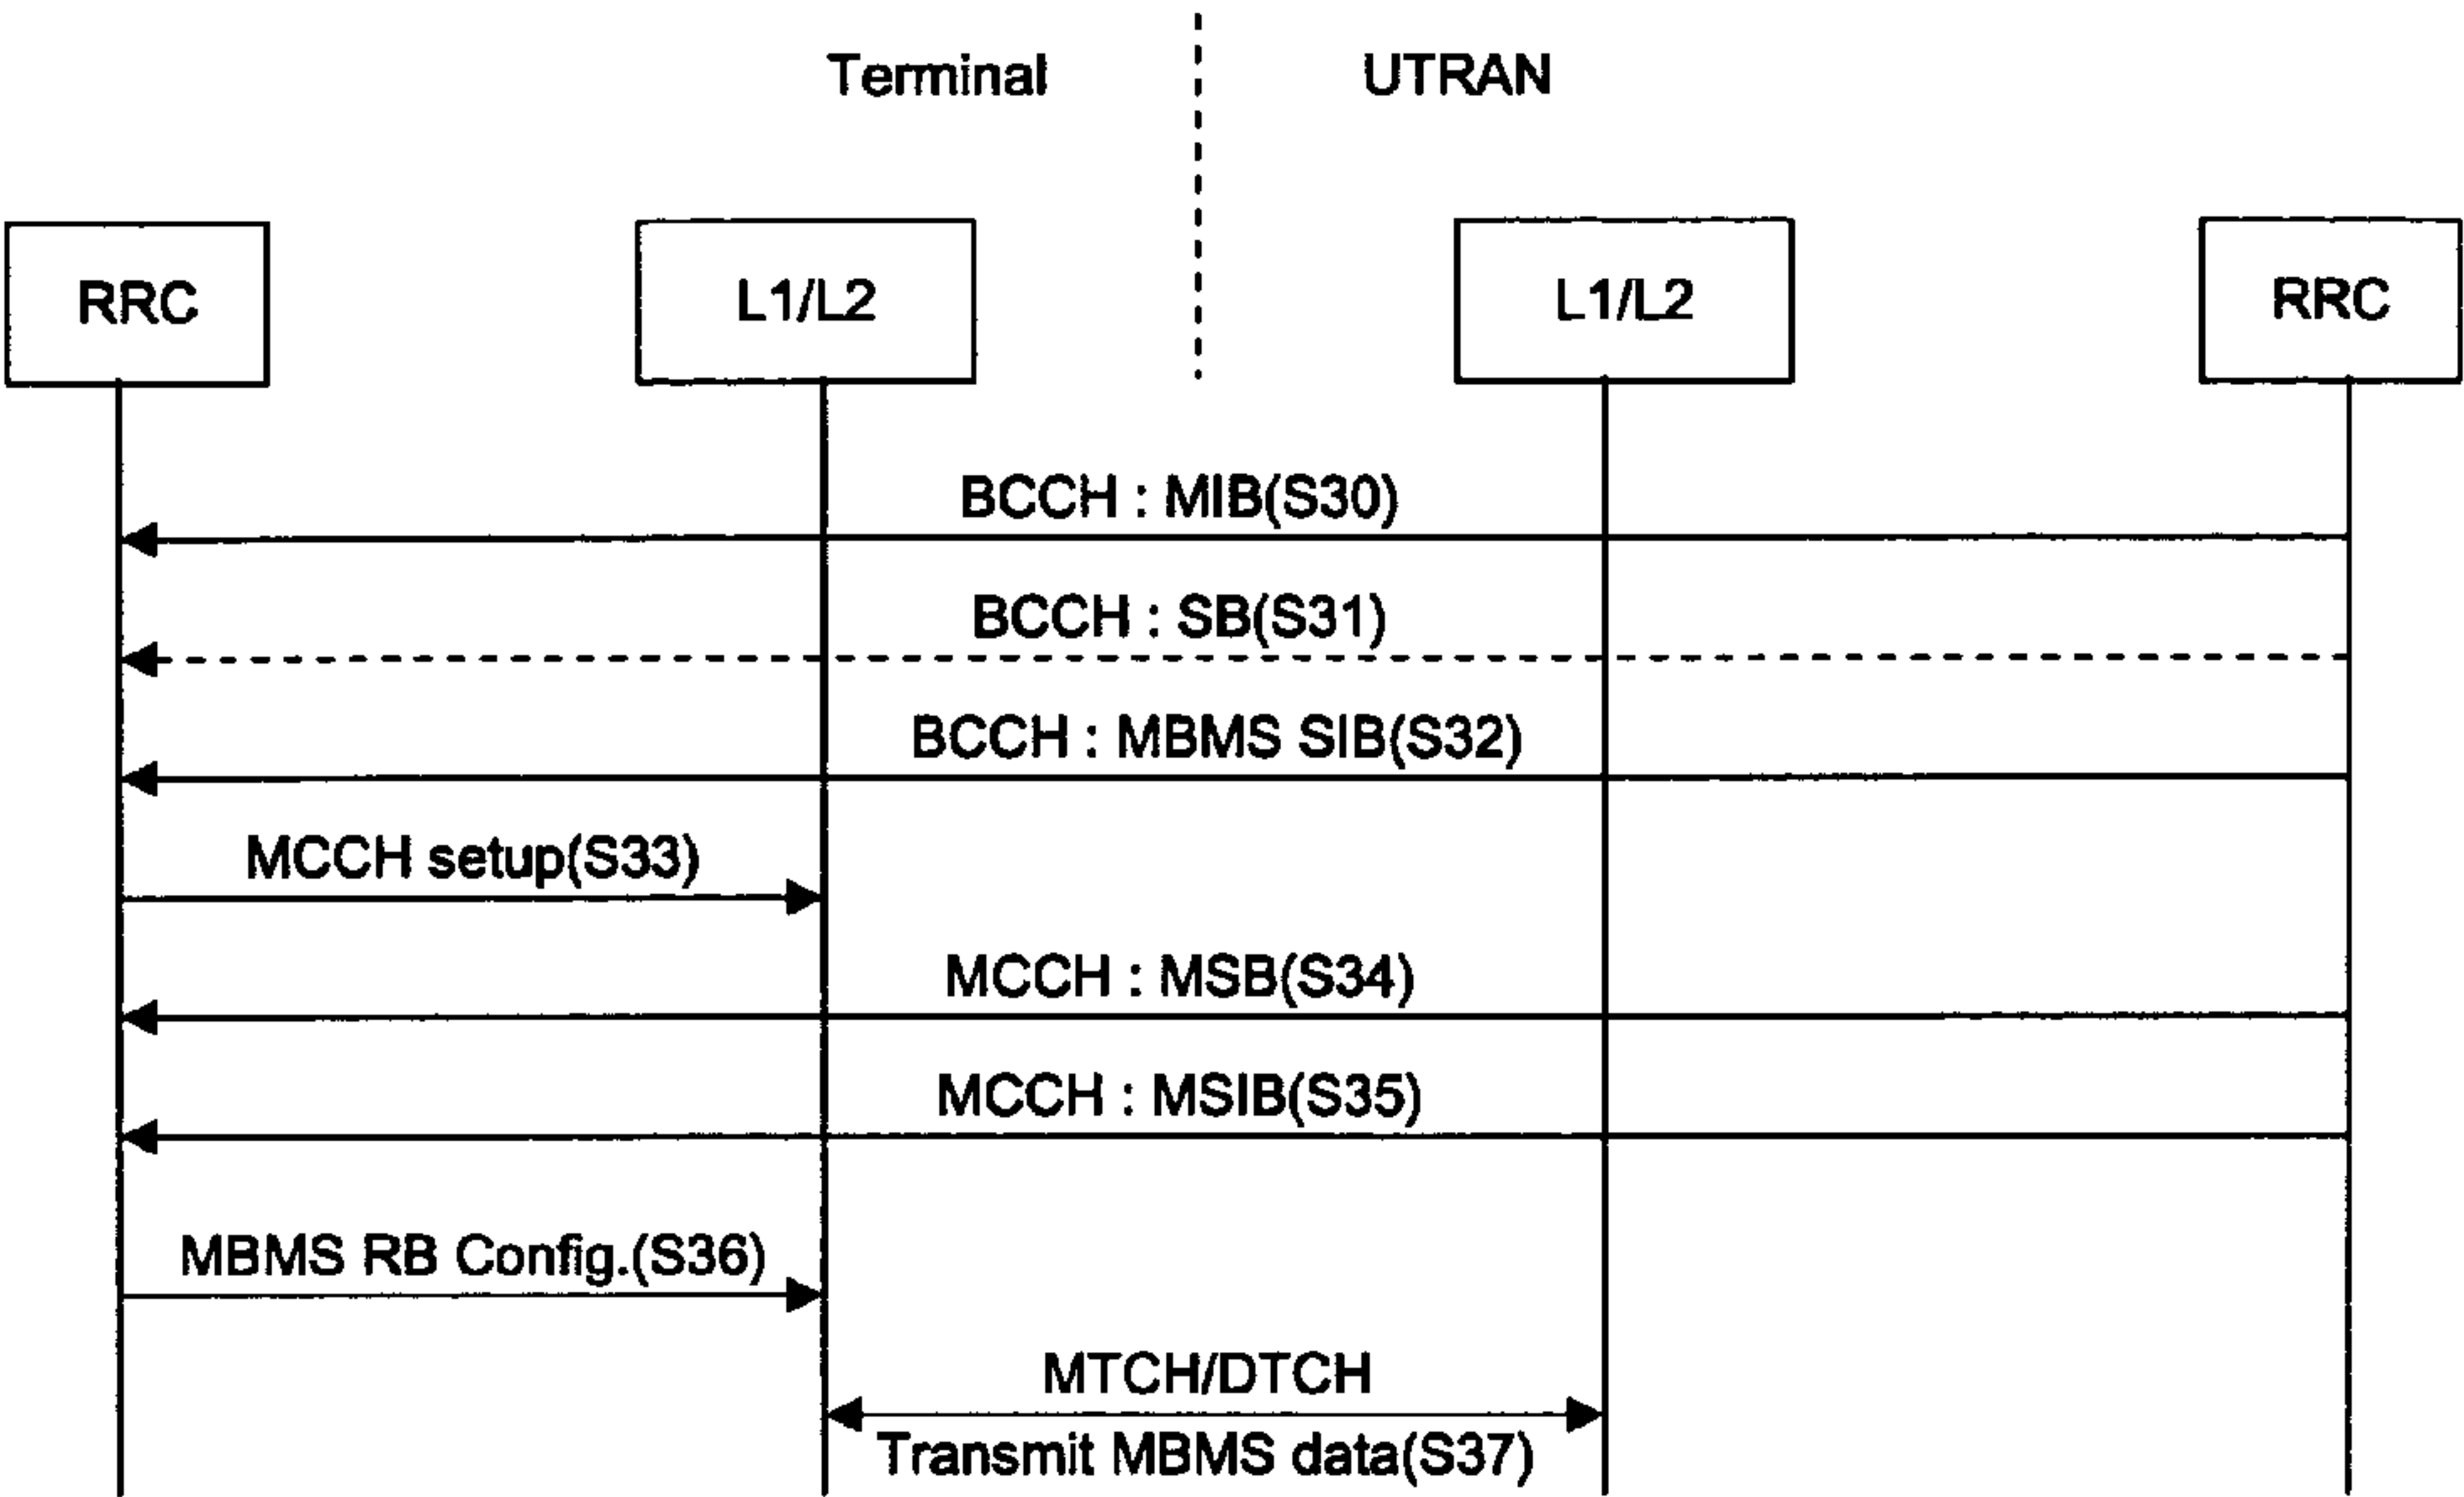 Terminal
UTRAN
RRC
L1/L2
L1/L2
RRC
BCCH : MIB(S30)
BCCH : SB(S31)
BCCH : MBMS SIB(S32)
MCCH setup(S33)
MCCH : MSB(S34)
MCCH : MSIB(S35)
MBMS RB Config.(S36)
MTCH/DTCH
Transmit MBMS data(S37)